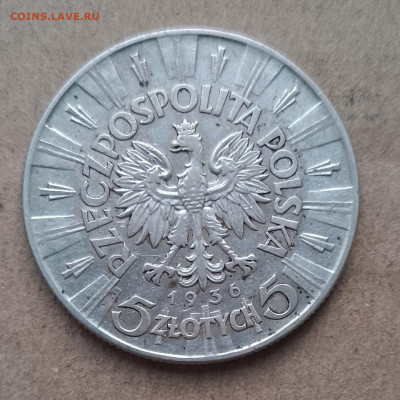 COINS.LAVE.RU
RZECZPOSPOLITA POLSKA
1936
5 ZŁOTYCH 5